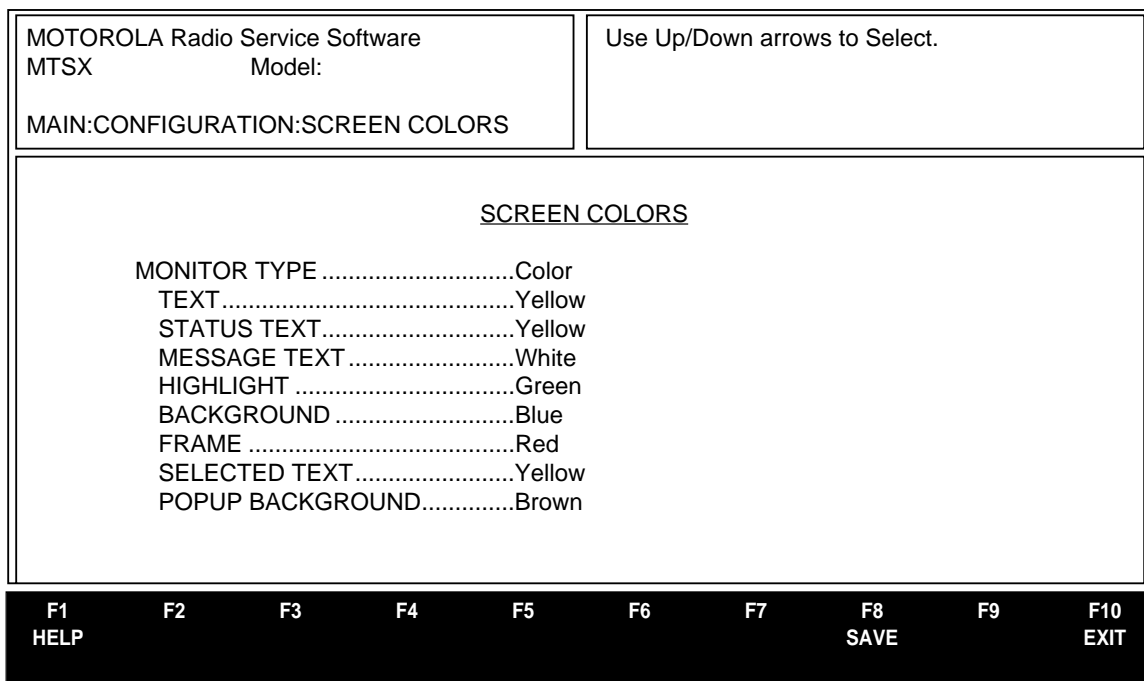 MOTOROLA Radio Service Software
MTSX Model:
MAIN:CONFIGURATION:SCREEN COLORS
Use Up/Down arrows to Select.
SCREEN COLORS
MONITOR TYPE .............................Color
TEXT............................................Yellow
STATUS TEXT.............................Yellow
MESSAGE TEXT.........................White
HIGHLIGHT .................................Green
BACKGROUND ...........................Blue
FRAME ........................................Red
SELECTED TEXT........................Yellow
POPUP BACKGROUND..............Brown
F1 F2 F3 F4 F5 F6 F7 F8 F9 F10
HELP SAVE EXIT